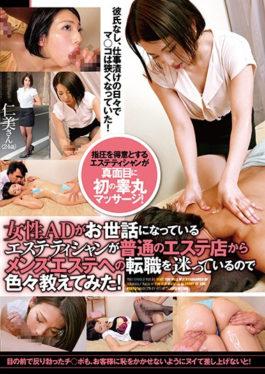 彼氏なし、仕事漬けの日々で
マ◯コは狭くなっていた!
仁美さん
(24歳)
指圧を得意とする
エステティシャンが
真面目に
初の睾丸
マッサージ!
女性ADがお世話になっている
エステティシャンが普通のエステ店から
メンズエステへの転職を迷っているので
色々教えてみた!
目の前で反り勃ったチ◯ポも、お客様に恥をかかせないようにヌイて差し上げないと!